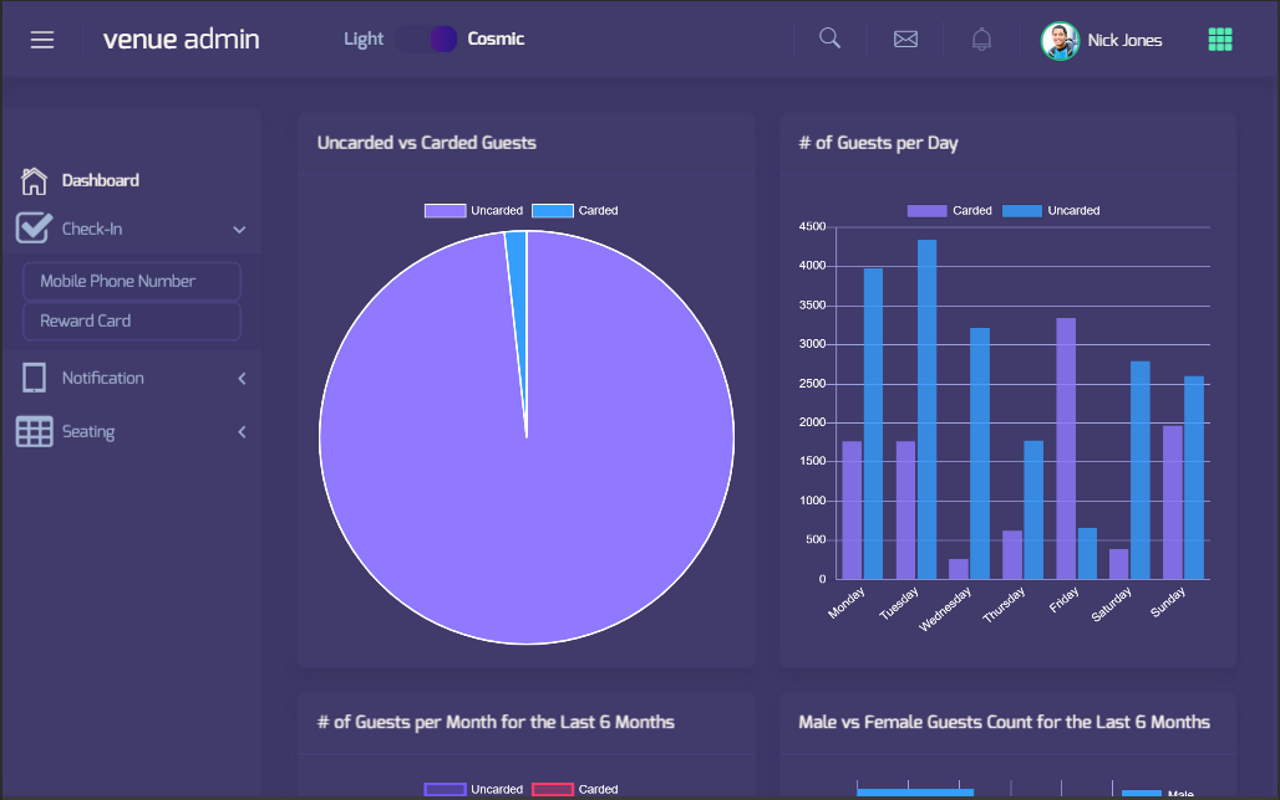 venue admin
Light
Cosmic
Nick Jones
Dashboard
Check-In
Mobile Phone Number
Reward Card
Notification
Seating
Uncarded vs Carded Guests
Uncarded Carded
# of Guests per Day
Carded Uncarded
4500
4000
3500
3000
2500
2000
1500
1000
500
0
Monday Tuesday Wednesday Thursday Friday Saturday Sunday
# of Guests per Month for the Last 6 Months
Uncarded Carded
Male vs Female Guests Count for the Last 6 Months
Male